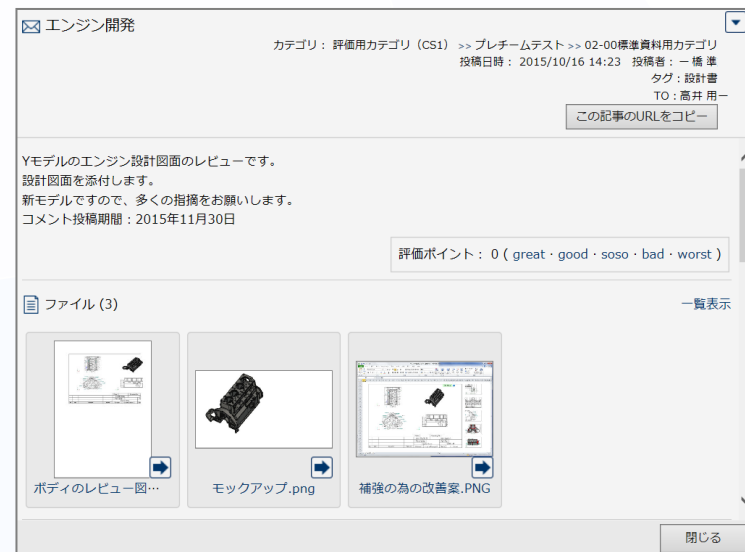 エンジン開発
カテゴリ： 評価用カテゴリ（CS1） >> プレチームテスト >> 02-00標準資料用カテゴリ
投稿日時： 2015/10/16 14:23 投稿者： 一橋 準
タグ：設計書
TO：高井 用一
この記事のURLをコピー
Yモデルのエンジン設計図面のレビューです。
設計図面を添付します。
新モデルですので、多くの指摘をお願いします。
コメント投稿期間：2015年11月30日
評価ポイント： 0 ( great・good・soso・bad・worst )
ファイル (3)
一覧表示
ボディのレビュー図…
モックアップ.png
補強の為の改善案.PNG
閉じる